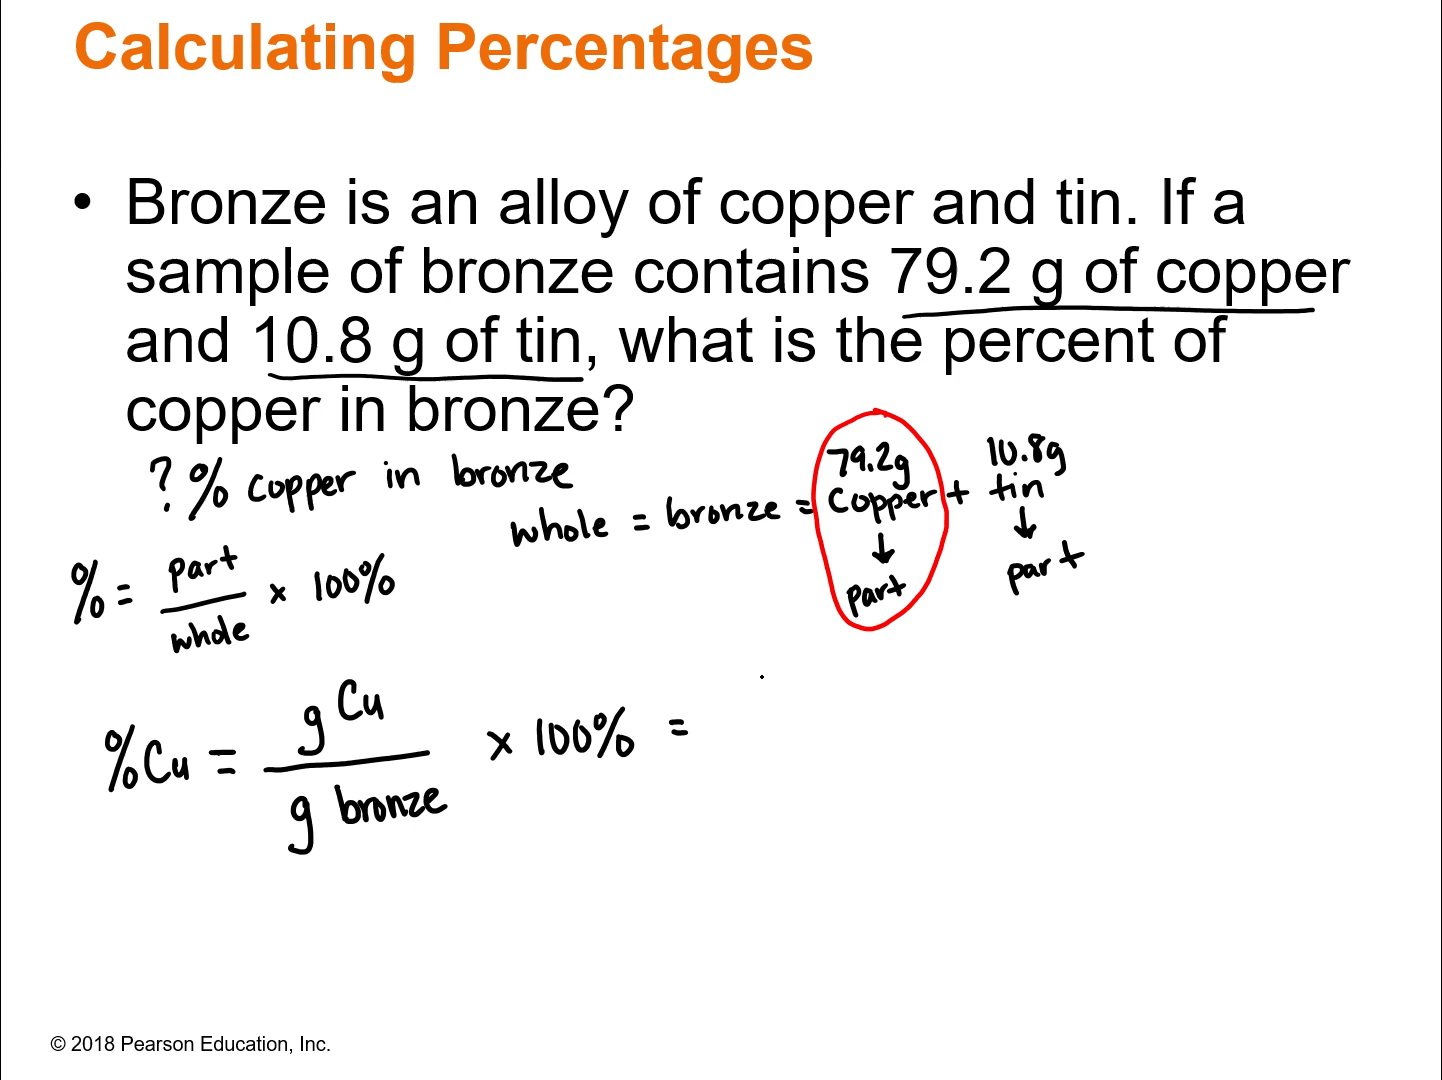 Calculating Percentages
• Bronze is an alloy of copper and tin. If a
sample of bronze contains 79.2 g of copper
and 10.8 g of tin, what is the percent of
copper in bronze?
? % copper in bronze
79.2g 10.8g
whole = bronze = copper + tin
↓ ↓
part part
% = part/whole × 100%
%Cu = g Cu/g bronze × 100% =
© 2018 Pearson Education, Inc.